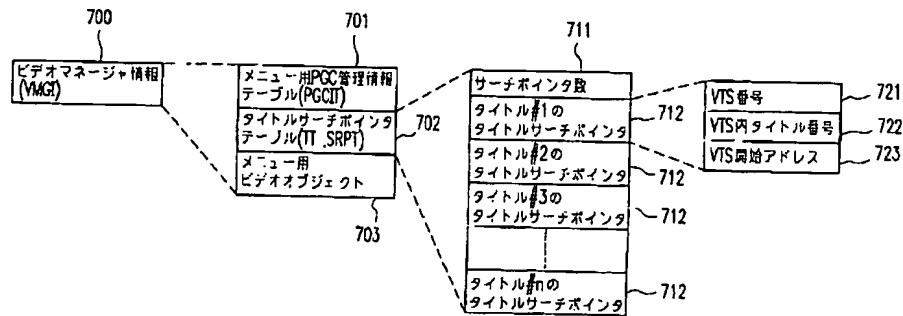 700
ビデオマネージャ情報
(VMGI)
701
メニュー用PGC管理情報
テーブル(PGCIT)
タイトルサーチポインタ
テーブル(TT_SRPT)
702
メニュー用
ビデオオブジェクト
703
711
サーチポインタ数
タイトル#1の
タイトルサーチポインタ
712
タイトル#2の
タイトルサーチポインタ
712
タイトル#3の
タイトルサーチポインタ
712
タイトル#nの
タイトルサーチポインタ
712
VTS番号
721
VTS内タイトル番号
722
VTS開始アドレス
723